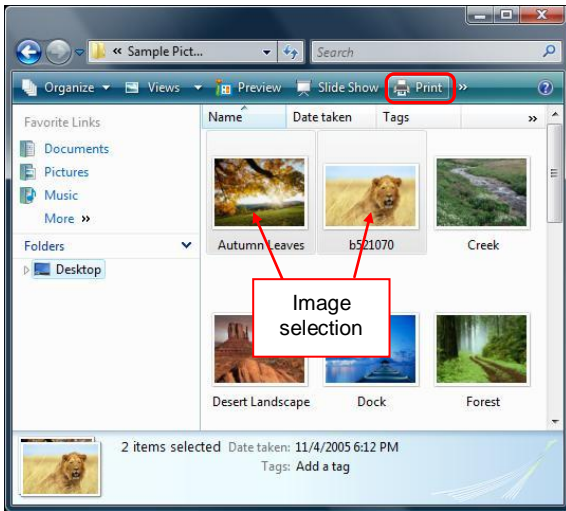 « Sample Pict...
Search
Organize Views Preview Slide Show Print »
Favorite Links
Documents
Pictures
Music
More »
Folders
Desktop
Name Date taken Tags »
Autumn Leaves b521070 Creek
Image
selection
Desert Landscape Dock Forest
2 items selected Date taken: 11/4/2005 6:12 PM
Tags: Add a tag